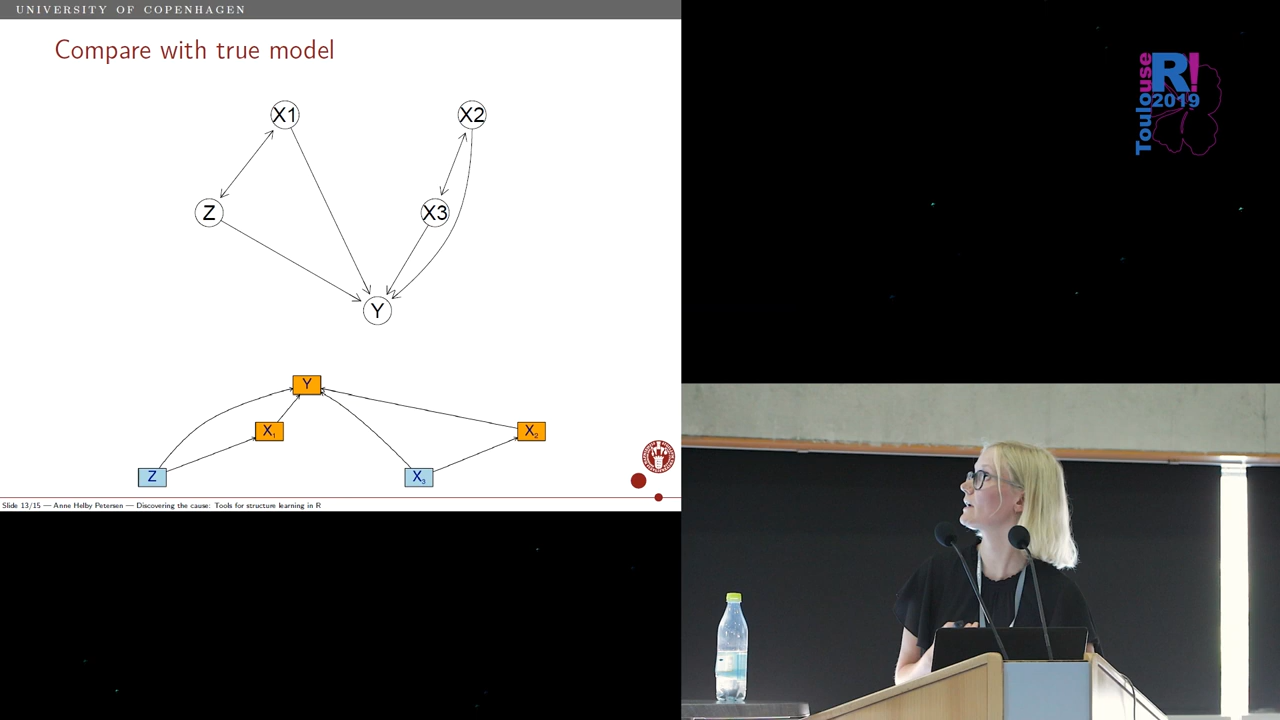 UNIVERSITY OF COPENHAGEN
Compare with true model
X1
X2
Z
X3
Y
Y
X1
X2
Z
X3
Slide 13/15 — Anne Helby Petersen — Discovering the cause: Tools for structure learning in R
Toulouse
R!
2019